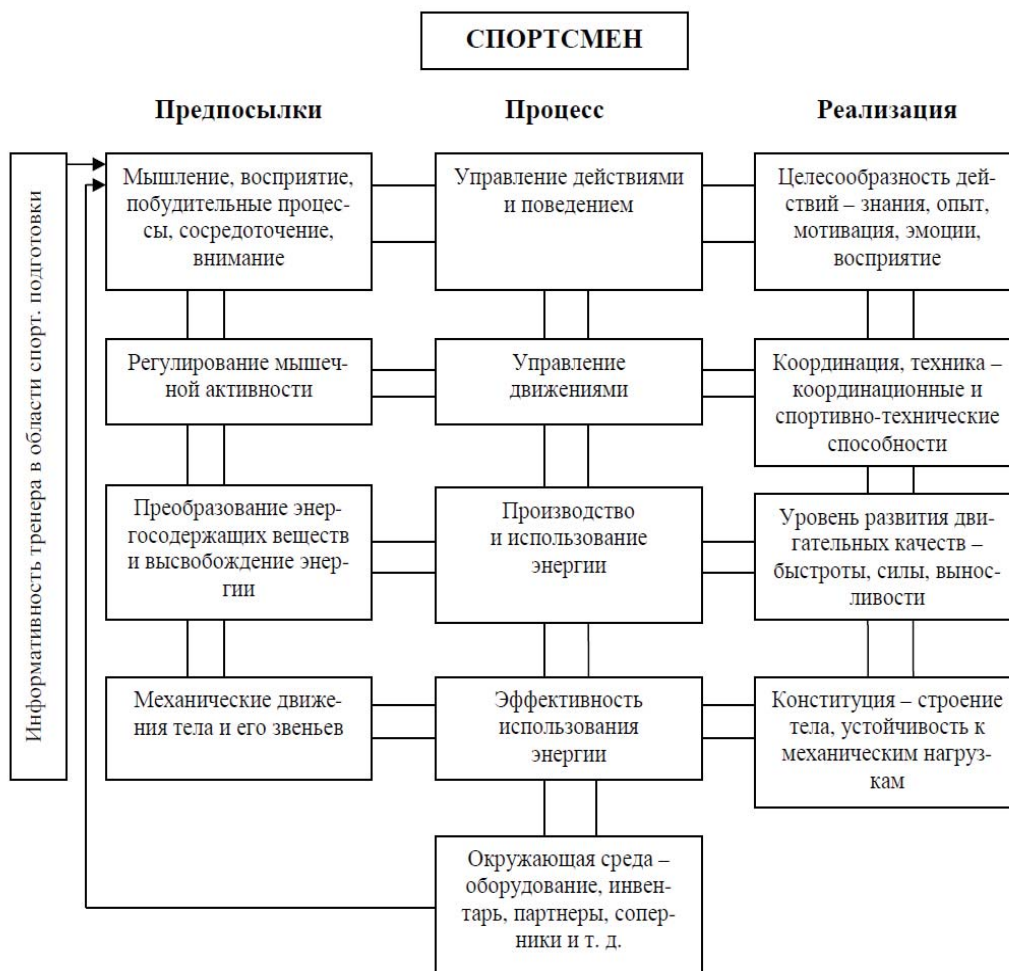 СПОРТСМЕН
Предпосылки
Процесс
Реализация
Информативность тренера в области спорт. подготовки
Мышление, восприятие,
побудительные процес-
сы, сосредоточение,
внимание
Управление действиями
и поведением
Целесообразность дей-
ствий – знания, опыт,
мотивация, эмоции,
восприятие
Регулирование мышеч-
ной активности
Управление
движениями
Координация, техника –
координационные и
спортивно-технические
способности
Преобразование энер-
госодержащих веществ
и высвобождение энер-
гии
Производство
и использование
энергии
Уровень развития дви-
гательных качеств –
быстроты, силы, вынос-
ливости
Механические движе-
ния тела и его звеньев
Эффективность
использования
энергии
Конституция – строение
тела, устойчивость к
механическим нагруз-
кам
Окружающая среда –
оборудование, инвен-
тарь, партнеры, сопер-
ники и т. д.